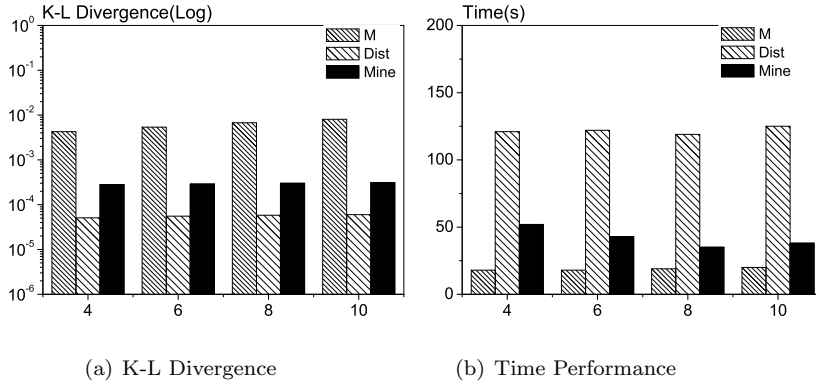 K-L Divergence(Log)
10^0
10^-1
10^-2
10^-3
10^-4
10^-5
10^-6
M
Dist
Mine
4 6 8 10
(a) K-L Divergence
Time(s)
200
150
100
50
0
M
Dist
Mine
4 6 8 10
(b) Time Performance